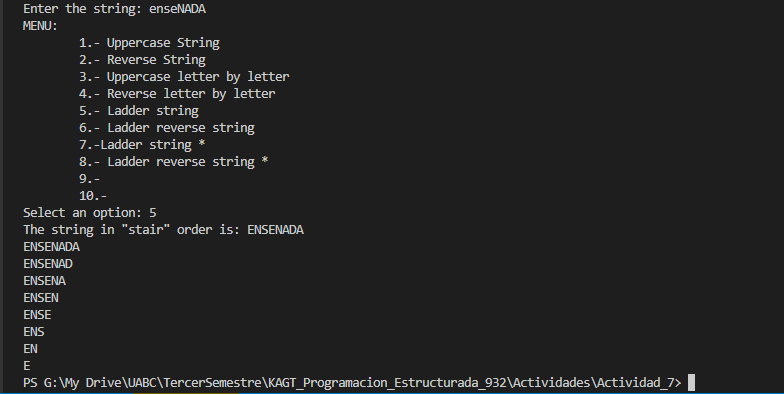 Enter the string: enseNADA
MENU:
1.- Uppercase String
2.- Reverse String
3.- Uppercase letter by letter
4.- Reverse letter by letter
5.- Ladder string
6.- Ladder reverse string
7.-Ladder string *
8.- Ladder reverse string *
9.-
10.-
Select an option: 5
The string in "stair" order is: ENSENADA
ENSENADA
ENSENAD
ENSENA
ENSEN
ENSE
ENS
EN
E
PS G:\My Drive\UABC\TercerSemestre\KAGT_Programacion_Estructurada_932\Actividades\Actividad_7>